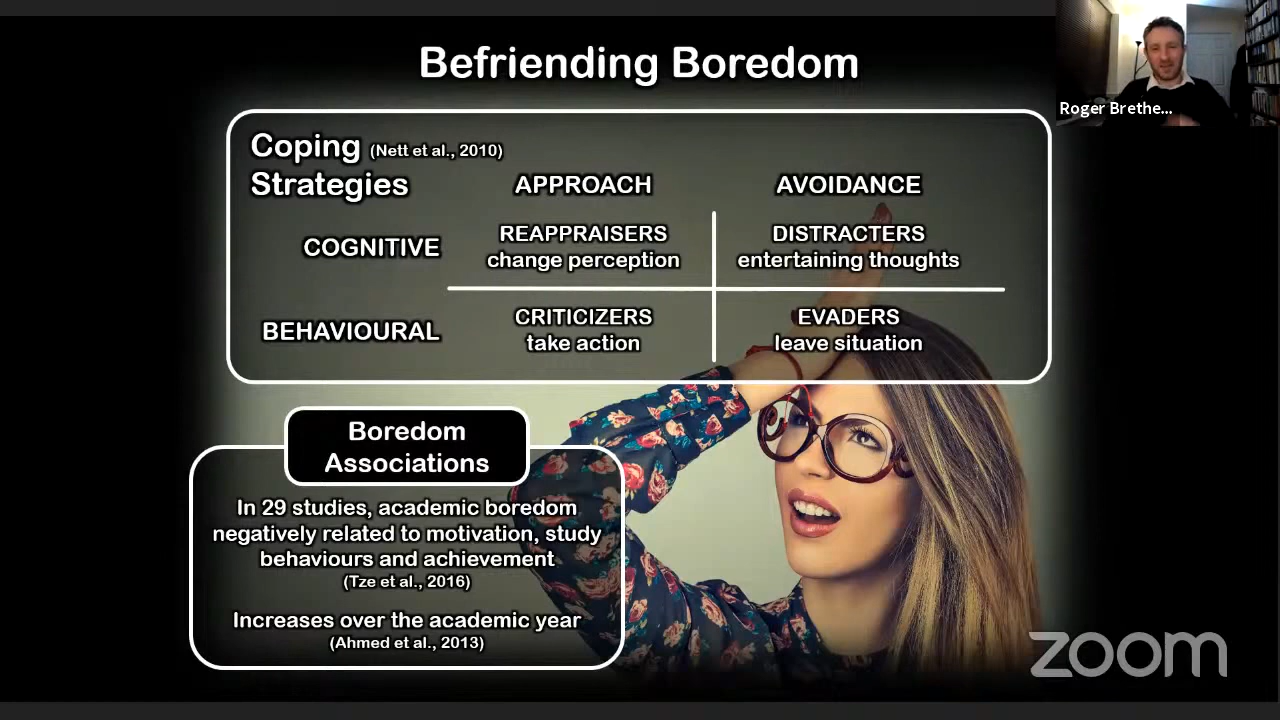 Befriending Boredom
Roger Brethe...
Coping (Nett et al., 2010)
Strategies
APPROACH
AVOIDANCE
COGNITIVE
REAPPRAISERS
change perception
DISTRACTERS
entertaining thoughts
BEHAVIOURAL
CRITICIZERS
take action
EVADERS
leave situation
Boredom
Associations
In 29 studies, academic boredom
negatively related to motivation, study
behaviours and achievement
(Tze et al., 2016)
Increases over the academic year
(Ahmed et al., 2013)
zoom